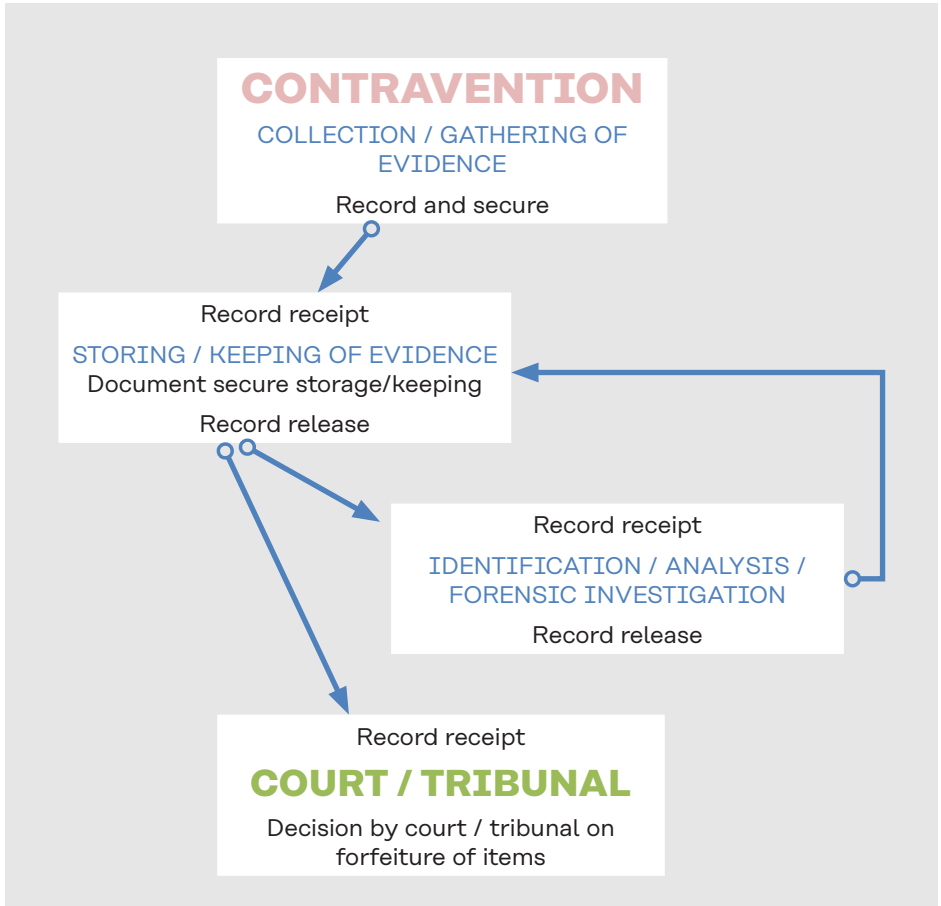 CONTRAVENTION
COLLECTION / GATHERING OF
EVIDENCE
Record and secure
Record receipt
STORING / KEEPING OF EVIDENCE
Document secure storage/keeping
Record release
Record receipt
IDENTIFICATION / ANALYSIS /
FORENSIC INVESTIGATION
Record release
Record receipt
COURT / TRIBUNAL
Decision by court / tribunal on
forfeiture of items